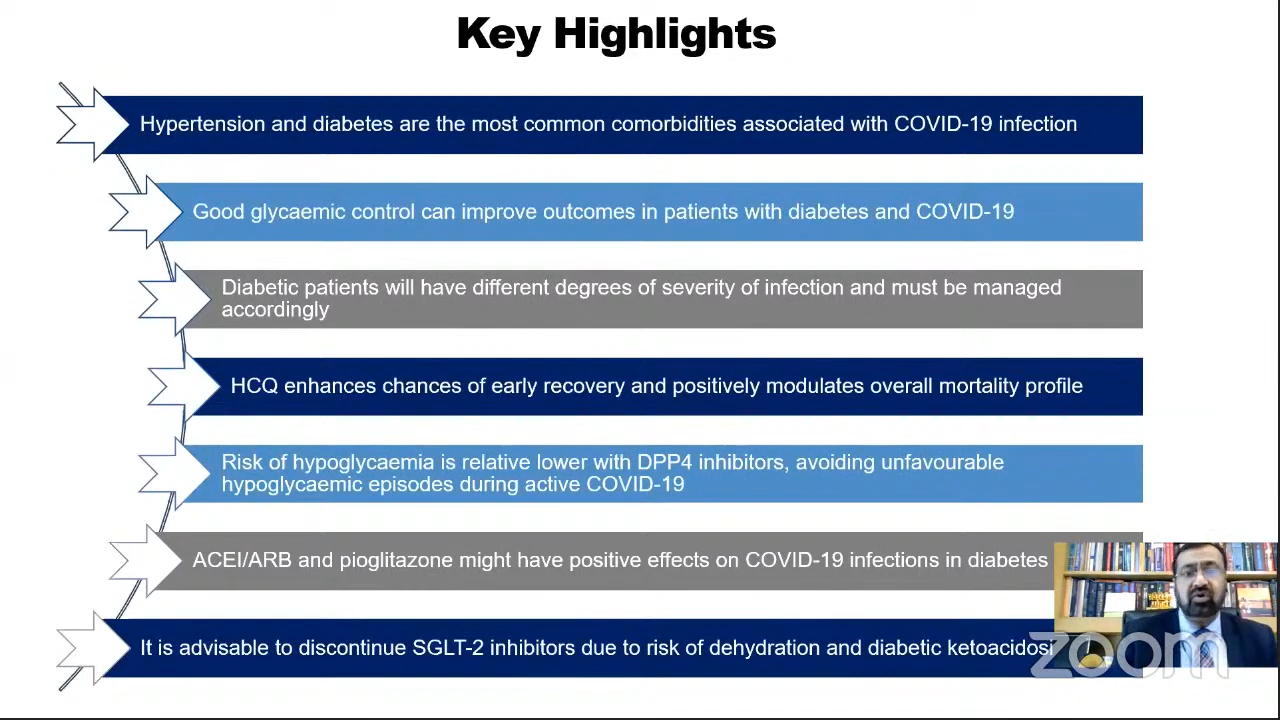 Key Highlights
Hypertension and diabetes are the most common comorbidities associated with COVID-19 infection
Good glycaemic control can improve outcomes in patients with diabetes and COVID-19
Diabetic patients will have different degrees of severity of infection and must be managed
accordingly
HCQ enhances chances of early recovery and positively modulates overall mortality profile
Risk of hypoglycaemia is relative lower with DPP4 inhibitors, avoiding unfavourable
hypoglycaemic episodes during active COVID-19
ACEI/ARB and pioglitazone might have positive effects on COVID-19 infections in diabetes
It is advisable to discontinue SGLT-2 inhibitors due to risk of dehydration and diabetic ketoacidosi
zoom